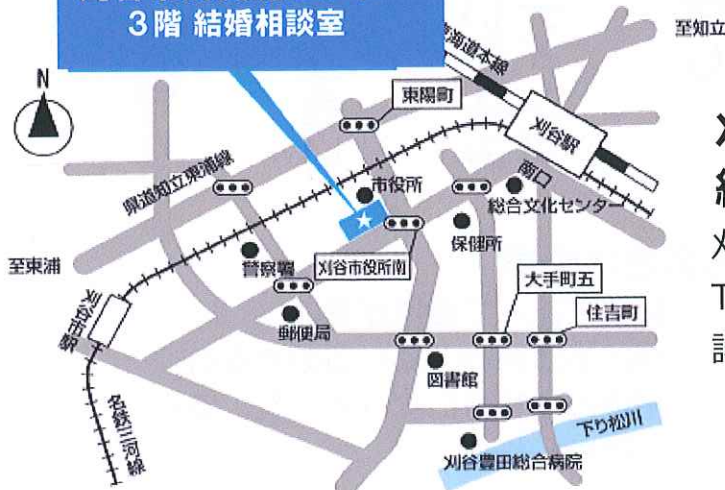 3階 結婚相談室
至知立
海道本線
N
東陽町
刈谷駅
県道知立東浦線
市役所
南口
総合文化センター
保健所
至東浦
警察署
刈谷市役所南
大手町五
刈谷市駅
郵便局
住吉町
図書館
名鉄三河線
下り松川
刈谷豊田総合病院